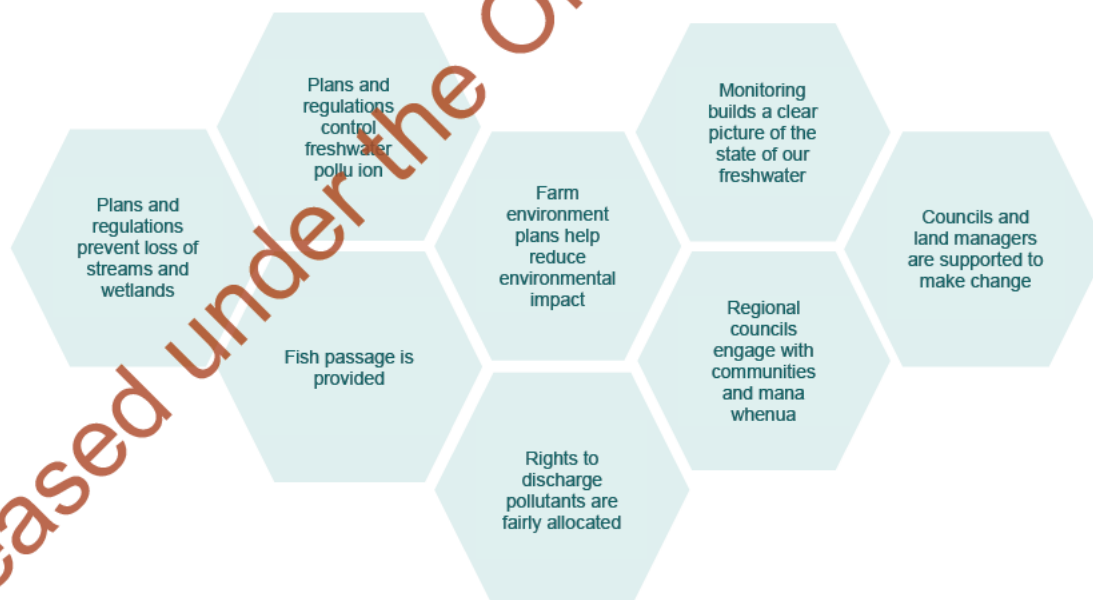 Plans and
regulations
control
freshwater
pollu ion
Monitoring
builds a clear
picture of the
state of our
freshwater
Plans and
regulations
prevent loss of
streams and
wetlands
Farm
environment
plans help
reduce
environmental
impact
Councils and
land managers
are supported to
make change
Fish passage is
provided
Regional
councils
engage with
communities
and mana
whenua
Rights to
discharge
pollutants are
fairly allocated
eased under the O